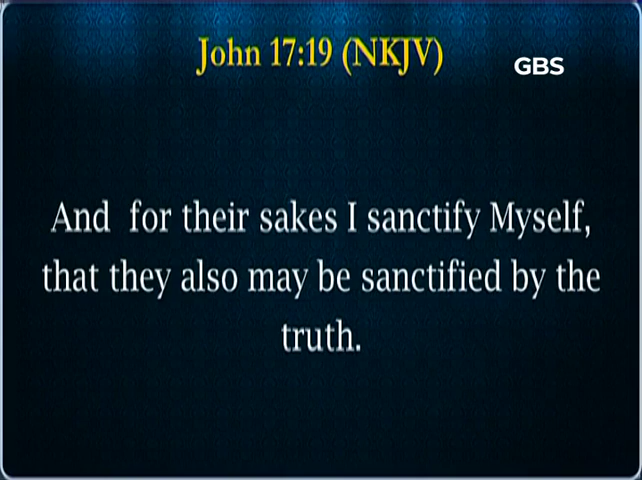 John 17:19 (NKJV)
GBS
And for their sakes I sanctify Myself,
that they also may be sanctified by the
truth.